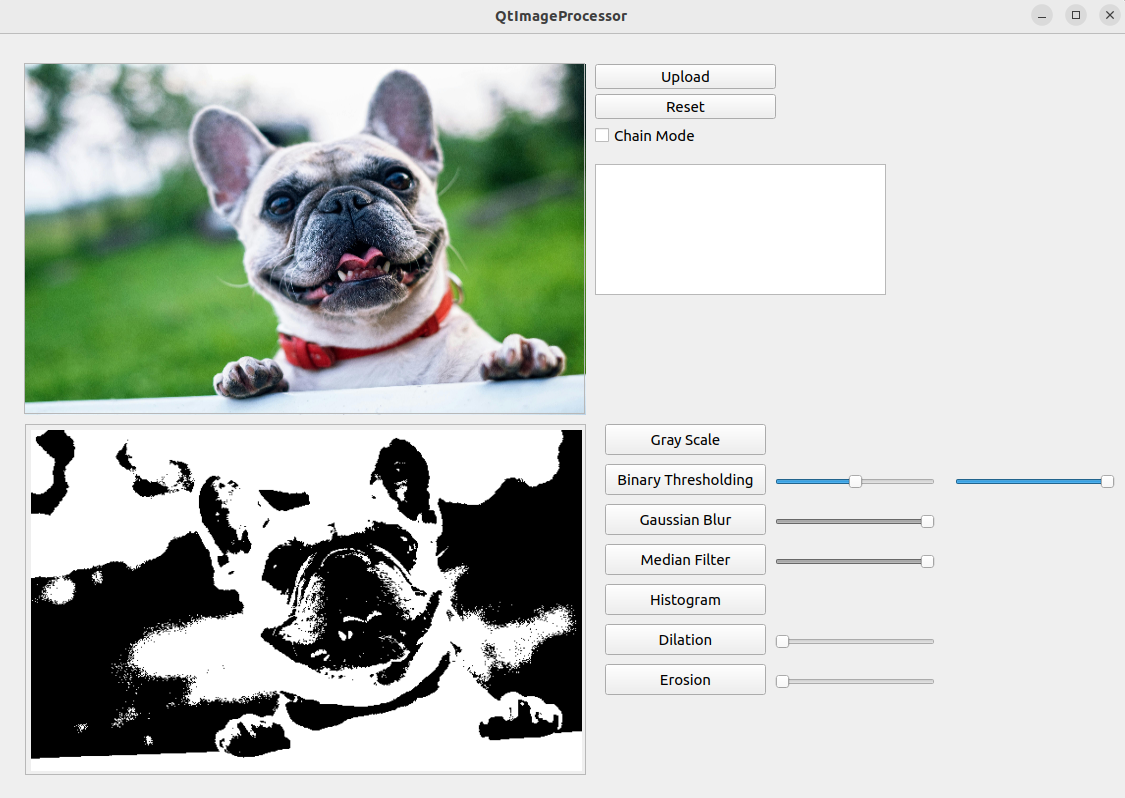 QtImageProcessor
Upload
Reset
Chain Mode
Gray Scale
Binary Thresholding
Gaussian Blur
Median Filter
Histogram
Dilation
Erosion